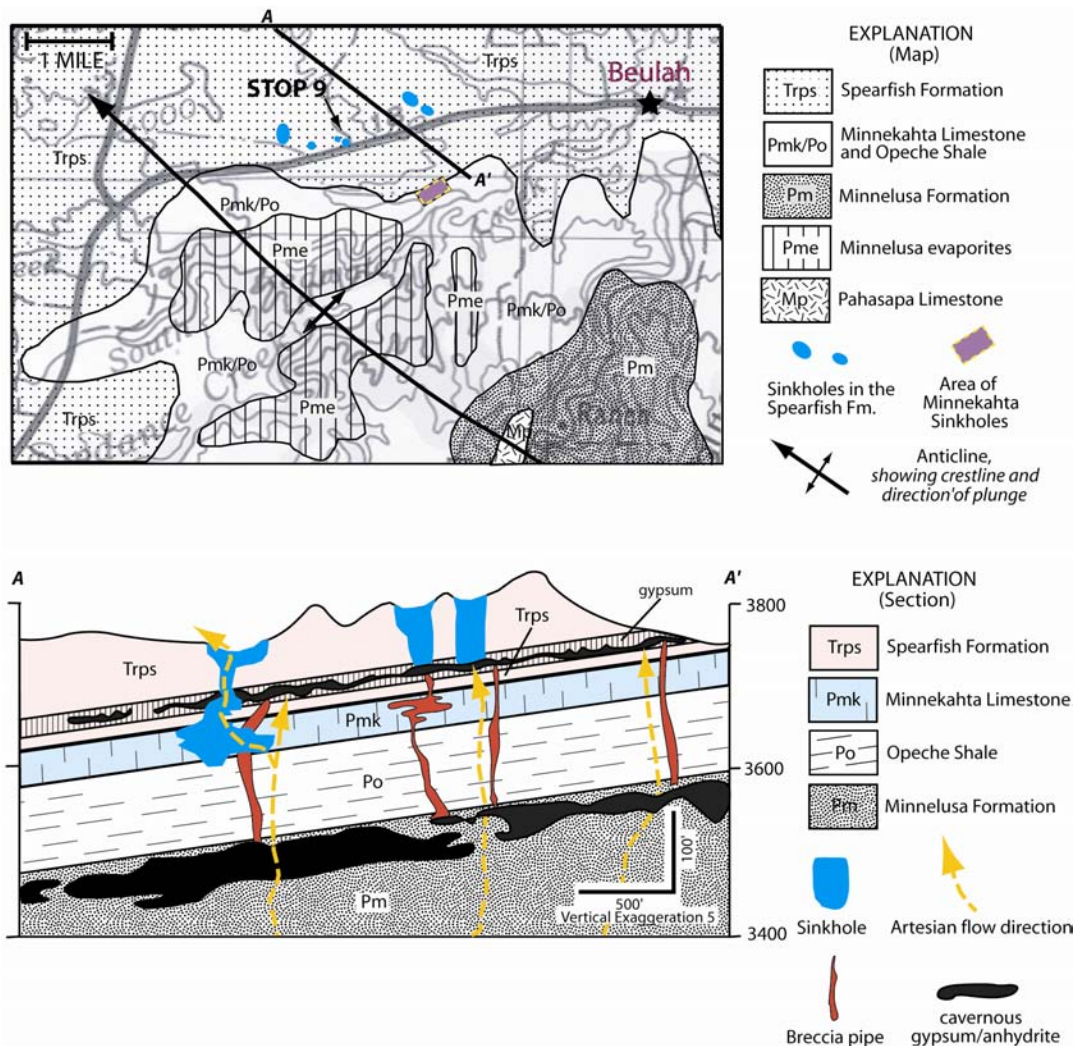 A
1 MILE
Trps
Beulah
STOP 9
Trps
A'
Pmk/Po
Pme
Pme
Pmk/Po
Pmk/Po
Pm
Pme
Ranch
Trps
Mp
EXPLANATION
(Map)
Trps Spearfish Formation
Pmk/Po Minnekahta Limestone
and Opeche Shale
Pm Minnelusa Formation
Pme Minnelusa evaporites
Mp Pahasapa Limestone
Sinkholes in the
Spearfish Fm.
Area of
Minnekahta
Sinkholes
Anticline,
showing crestline and
direction'of plunge
A
A'
3800
gypsum
Trps
Trps
Pmk
Po
3600
100'
500'
Pm
Vertical Exaggeration 5
3400
EXPLANATION
(Section)
Trps Spearfish Formation
Pmk Minnekahta Limestone
Po Opeche Shale
Pm Minnelusa Formation
Sinkhole
Artesian flow direction
Breccia pipe
cavernous
gypsum/anhydrite